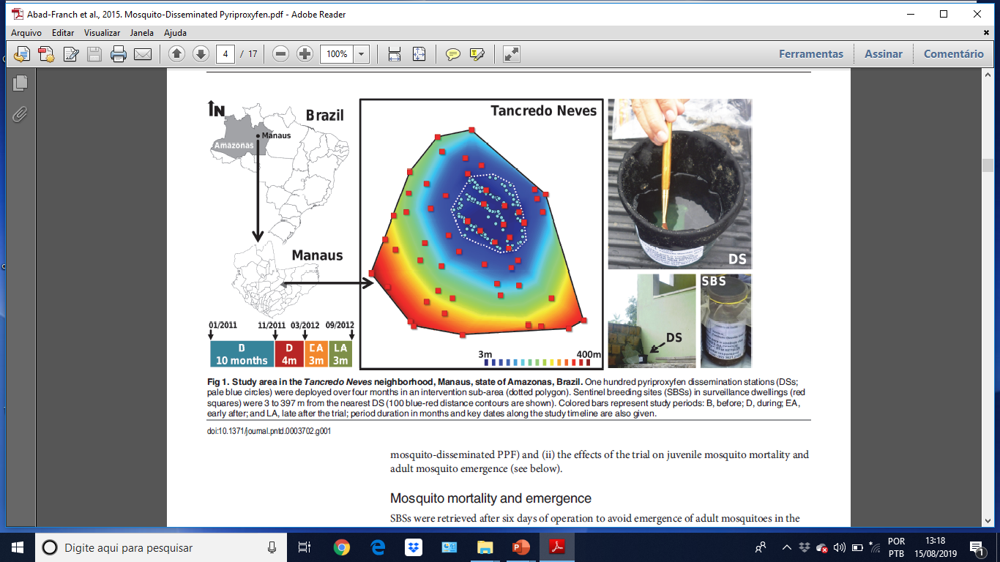 Abad-Franch et al., 2015. Mosquito-Disseminated Pyriproxyfen.pdf - Adobe Reader
Arquivo Editar Visualizar Janela Ajuda
4 / 17
100%
Ferramentas Assinar Comentário
N
Brazil
Manaus
Amazonas
Manaus
01/2011 11/2011 03/2012 09/2012
10 months
D
4m
EA
3m
LA
3m
Tancredo Neves
3m 400m
DS
DS
SBS
Fig 1. Study area in the Tancredo Neves neighborhood, Manaus, state of Amazonas, Brazil. One hundred pyriproxyfen dissemination stations (DSs;
pale blue circles) were deployed over four months in an intervention sub-area (dotted polygon). Sentinel breeding sites (SBSs) in surveillance dwellings (red
squares) were 3 to 397 m from the nearest DS (100 blue-red distance contours are shown). Colored bars represent study periods: B, before; D, during; EA,
early after; and LA, late after the trial; period duration in months and key dates along the study timeline are also given.
doi:10.1371/journal.pntd.0003702.g001
mosquito-disseminated PPF) and (ii) the effects of the trial on juvenile mosquito mortality and
adult mosquito emergence (see below).
Mosquito mortality and emergence
SBSs were retrieved after six days of operation to avoid emergence of adult mosquitoes in the
Digite aqui para pesquisar
POR
PTB
13:18
15/08/2019
1